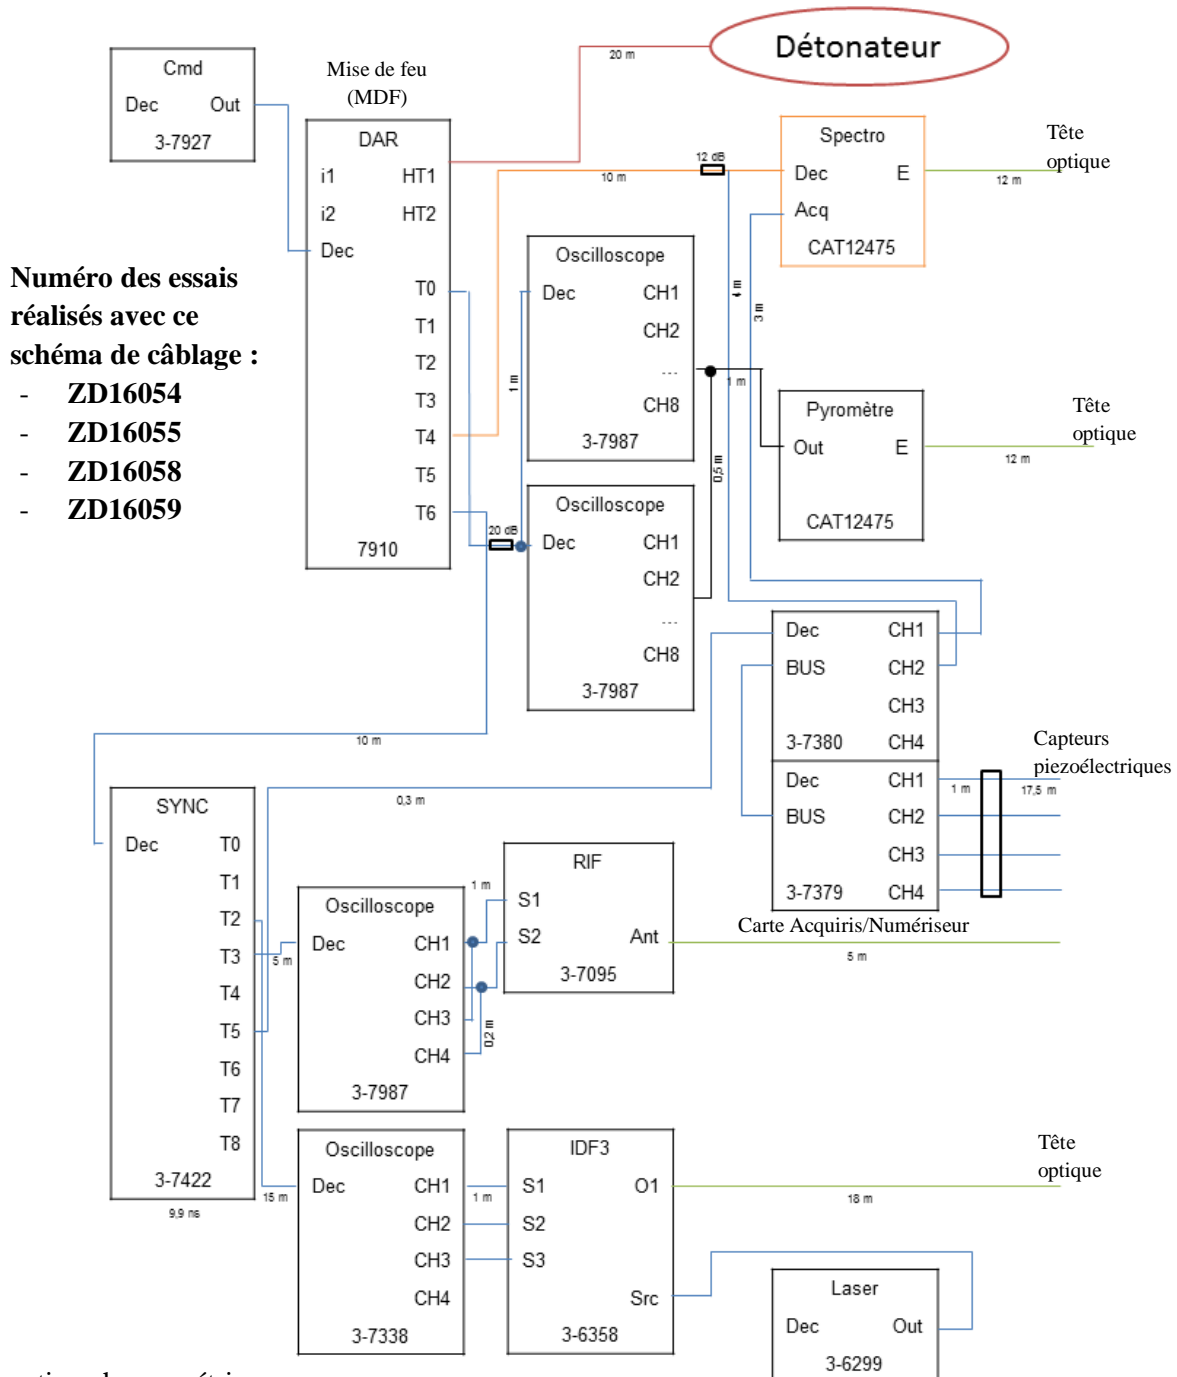 Détonateur
20 m
Cmd
Dec Out
3-7927
Mise de feu
(MDF)
DAR
i1 HT1
i2 HT2
Dec
T0
T1
T2
T3
T4
T5
T6
7910
10 m
12 dB
Spectro
Dec E
Acq
CAT12475
12 m
Tête
optique
Numéro des essais
réalisés avec ce
schéma de câblage :
- ZD16054
- ZD16055
- ZD16058
- ZD16059
Oscilloscope
Dec CH1
CH2
...
CH8
3-7987
1 m
4 m
3 m
1 m
0,5 m
Pyromètre
Out E
CAT12475
12 m
Tête
optique
20 dB
Oscilloscope
Dec CH1
CH2
...
CH8
3-7987
10 m
Dec CH1
BUS CH2
CH3
3-7380 CH4
Dec CH1
BUS CH2
CH3
3-7379 CH4
1 m
17,5 m
Capteurs
piezoélectriques
0,3 m
SYNC
Dec T0
T1
T2
T3
T4
T5
T6
T7
T8
3-7422
9,9 ns
5 m
Oscilloscope
Dec CH1
CH2
CH3
CH4
3-7987
1 m
0,2 m
RIF
S1
S2 Ant
3-7095
Carte Acquiris/Numériseur
5 m
15 m
Oscilloscope
Dec CH1
CH2
CH3
CH4
3-7338
1 m
IDF3
S1 O1
S2
S3
Src
3-6358
18 m
Tête
optique
Laser
Dec Out
3-6299